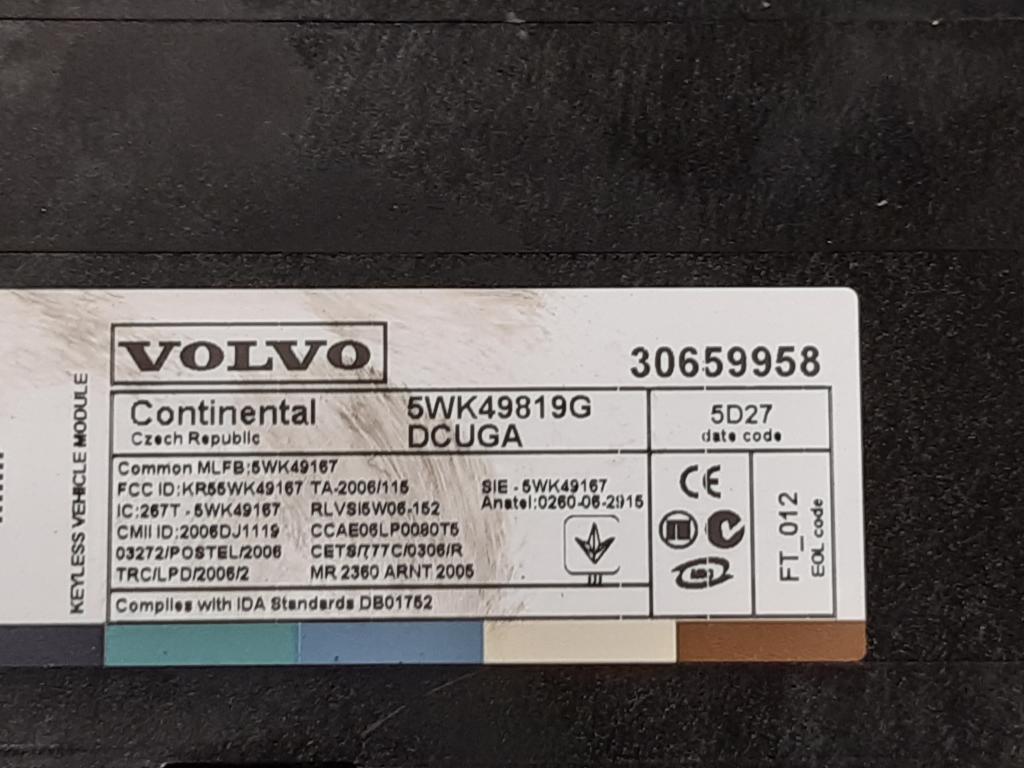 KEYLESS VEHICLE MODULE
VOLVO
30659958
Continental
Czech Republic
5WK49819G
DCUGA
5D27
date code
Common MLFB:5WK49167
FCC ID:KR55WK49167 TA-2006/115
IC:267T - 5WK49167 RLVSI5W06-152
CMII ID:2006DJ1119 CCAE06LP0080T5
03272/POSTEL/2006 CETS/77C/0306/R
TRC/LPD/2006/2 MR 2360 ARNT 2005
SIE - 5WK49167
Anatel:0260-06-2915
Complies with IDA Standards DB01752
CE
FT_012
EOL code